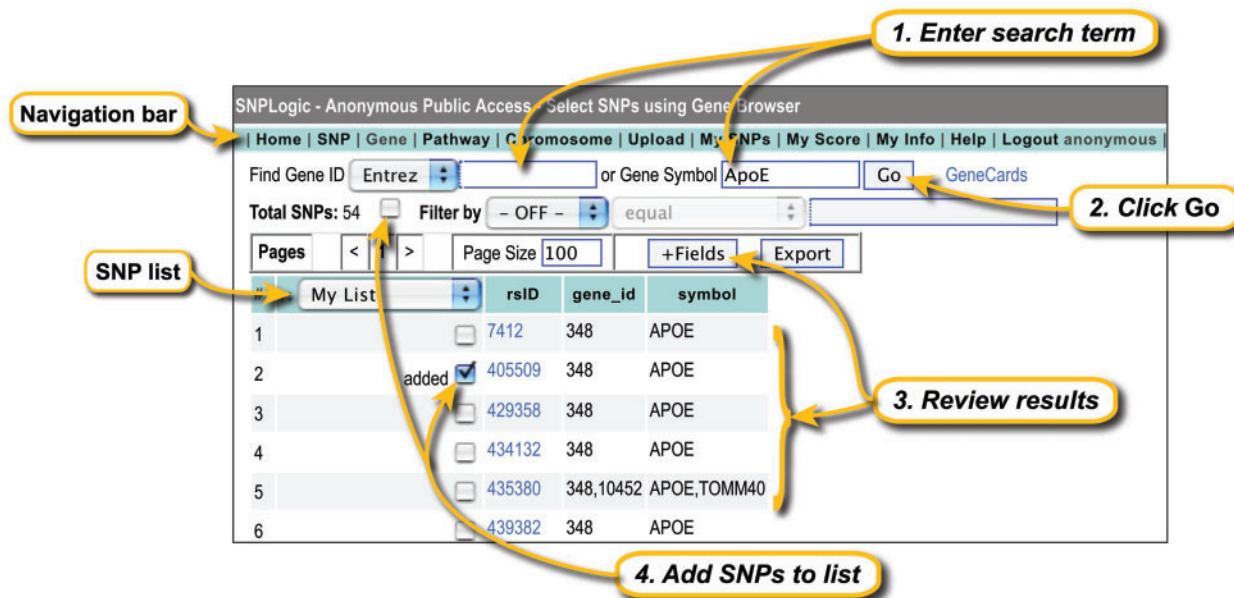 1. Enter search term
SNPLogic - Anonymous Public Access - Select SNPs using Gene Browser
Navigation bar
| Home | SNP | Gene | Pathway | Chromosome | Upload | My SNPs | My Score | My Info | Help | Logout anonymous |
Find Gene ID Entrez or Gene Symbol ApoE Go GeneCards
2. Click Go
Total SNPs: 54 Filter by - OFF - equal
Pages < 1 > Page Size 100 +Fields Export
SNP list
# My List rsID gene_id symbol
1 7412 348 APOE
2 added 405509 348 APOE
3 429358 348 APOE
3. Review results
4 434132 348 APOE
5 435380 348,10452 APOE,TOMM40
6 439382 348 APOE
4. Add SNPs to list